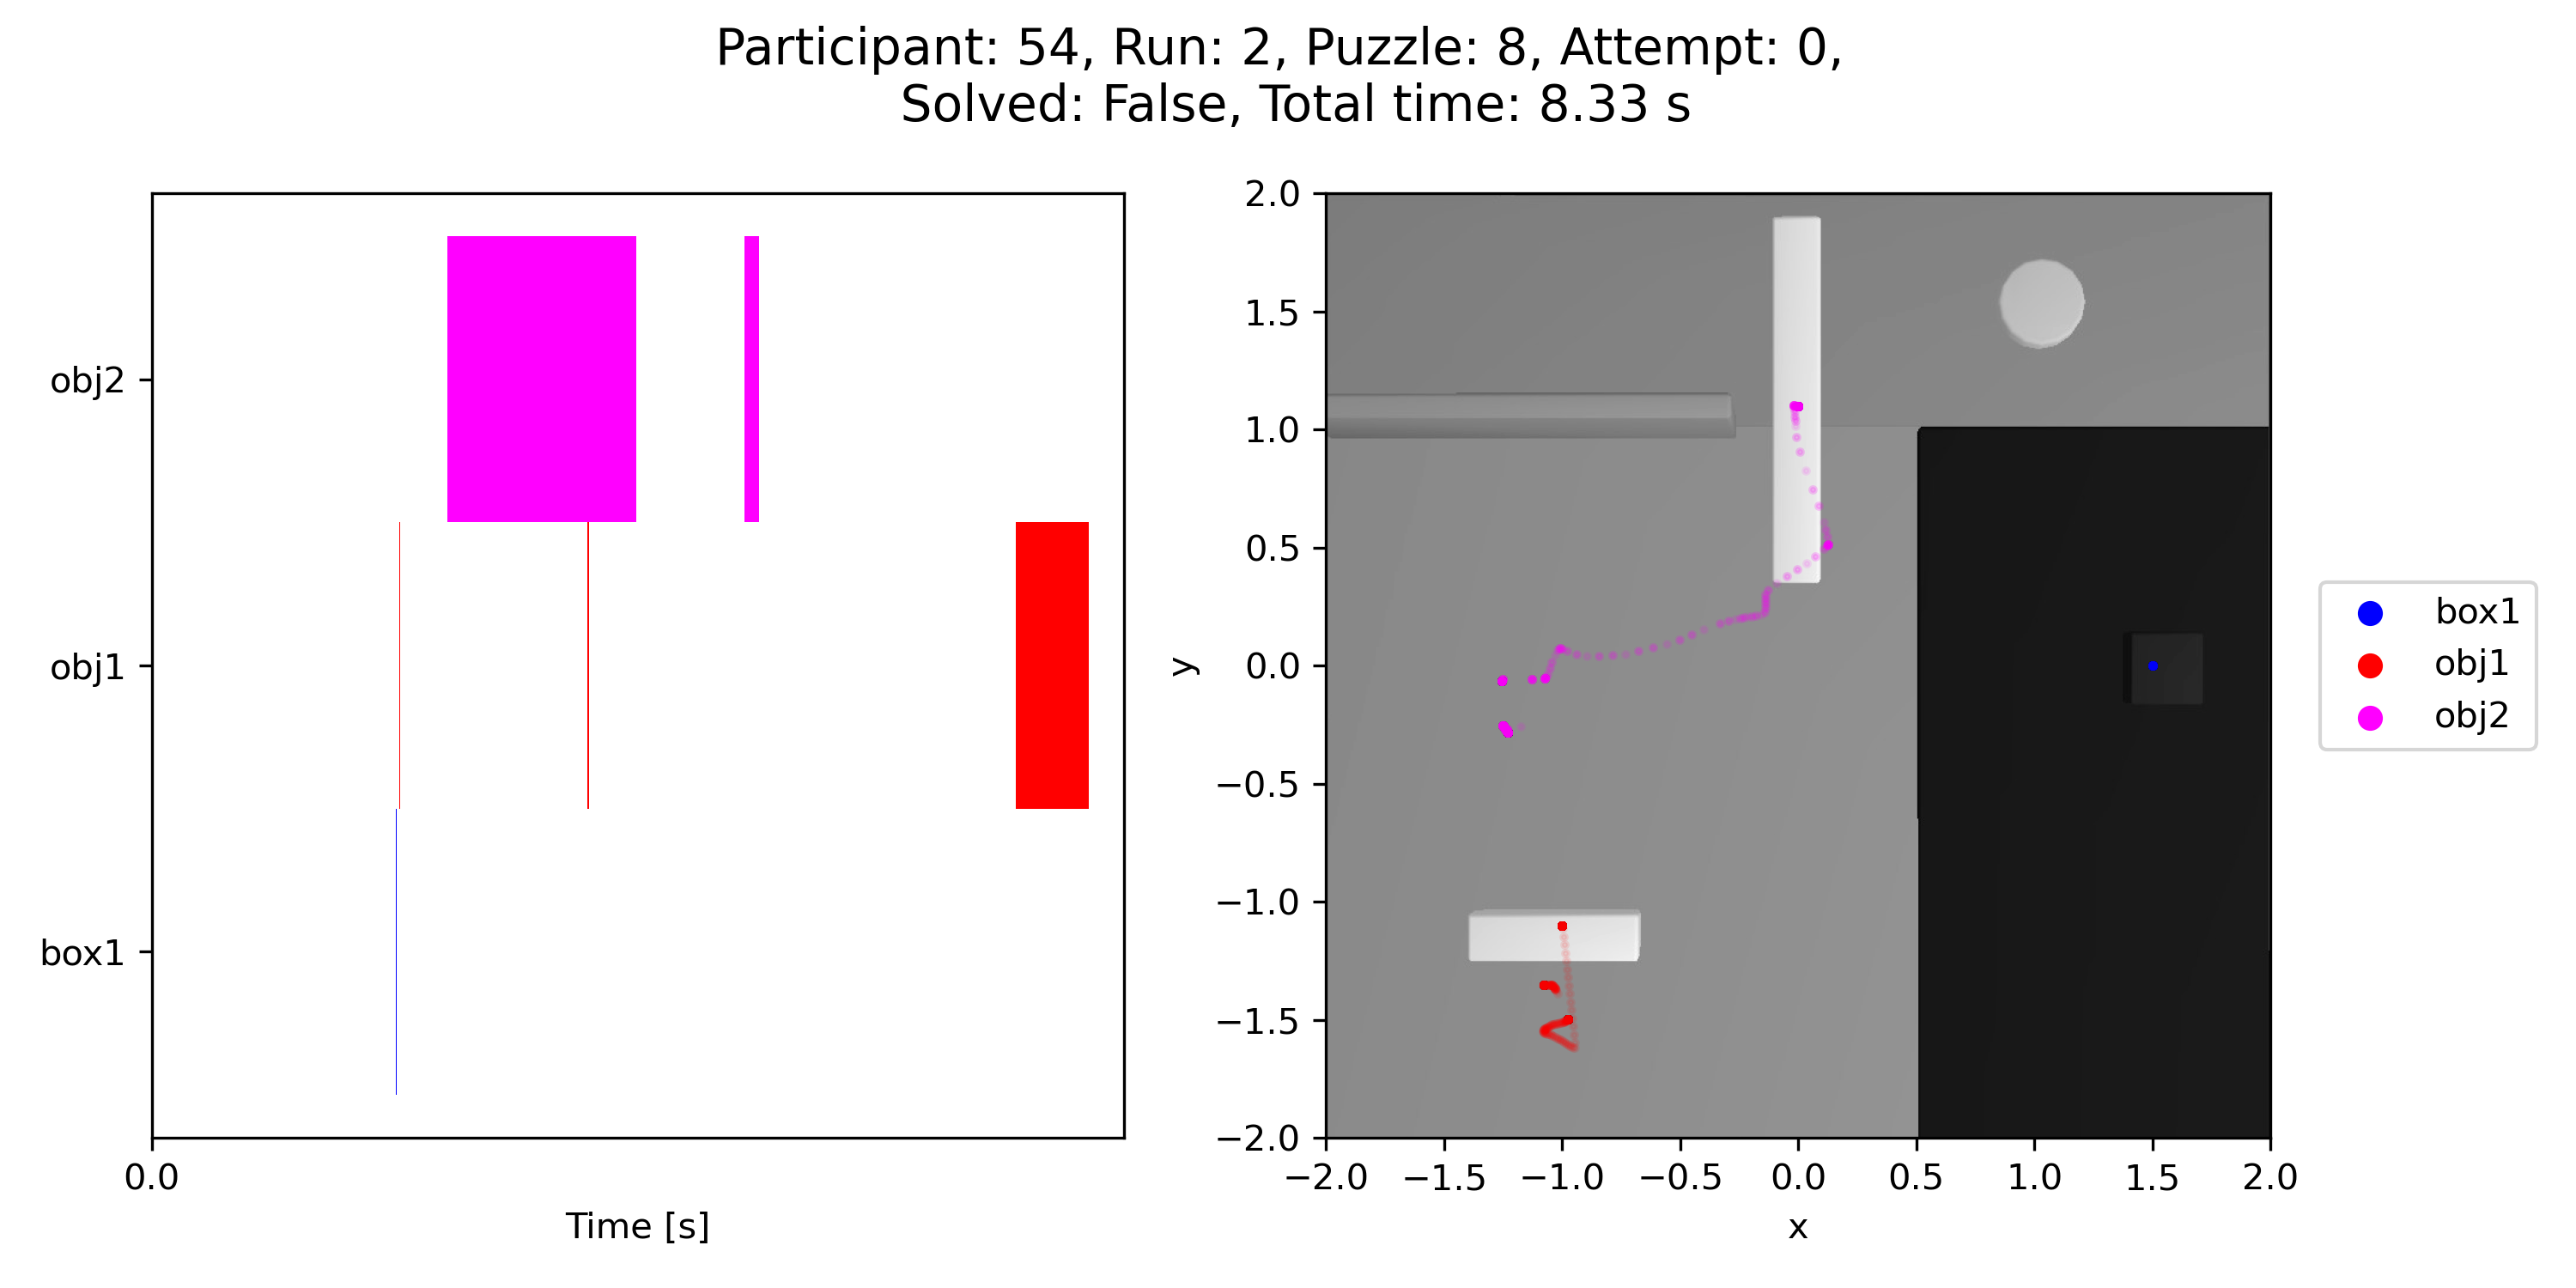 Participant: 54, Run: 2, Puzzle: 8, Attempt: 0,
Solved: False, Total time: 8.33 s
obj2
obj1
box1
0.0
Time [s]
2.0
1.5
1.0
0.5
0.0
−0.5
−1.0
−1.5
−2.0
y
−2.0 −1.5 −1.0 −0.5 0.0 0.5 1.0 1.5 2.0
x
box1
obj1
obj2